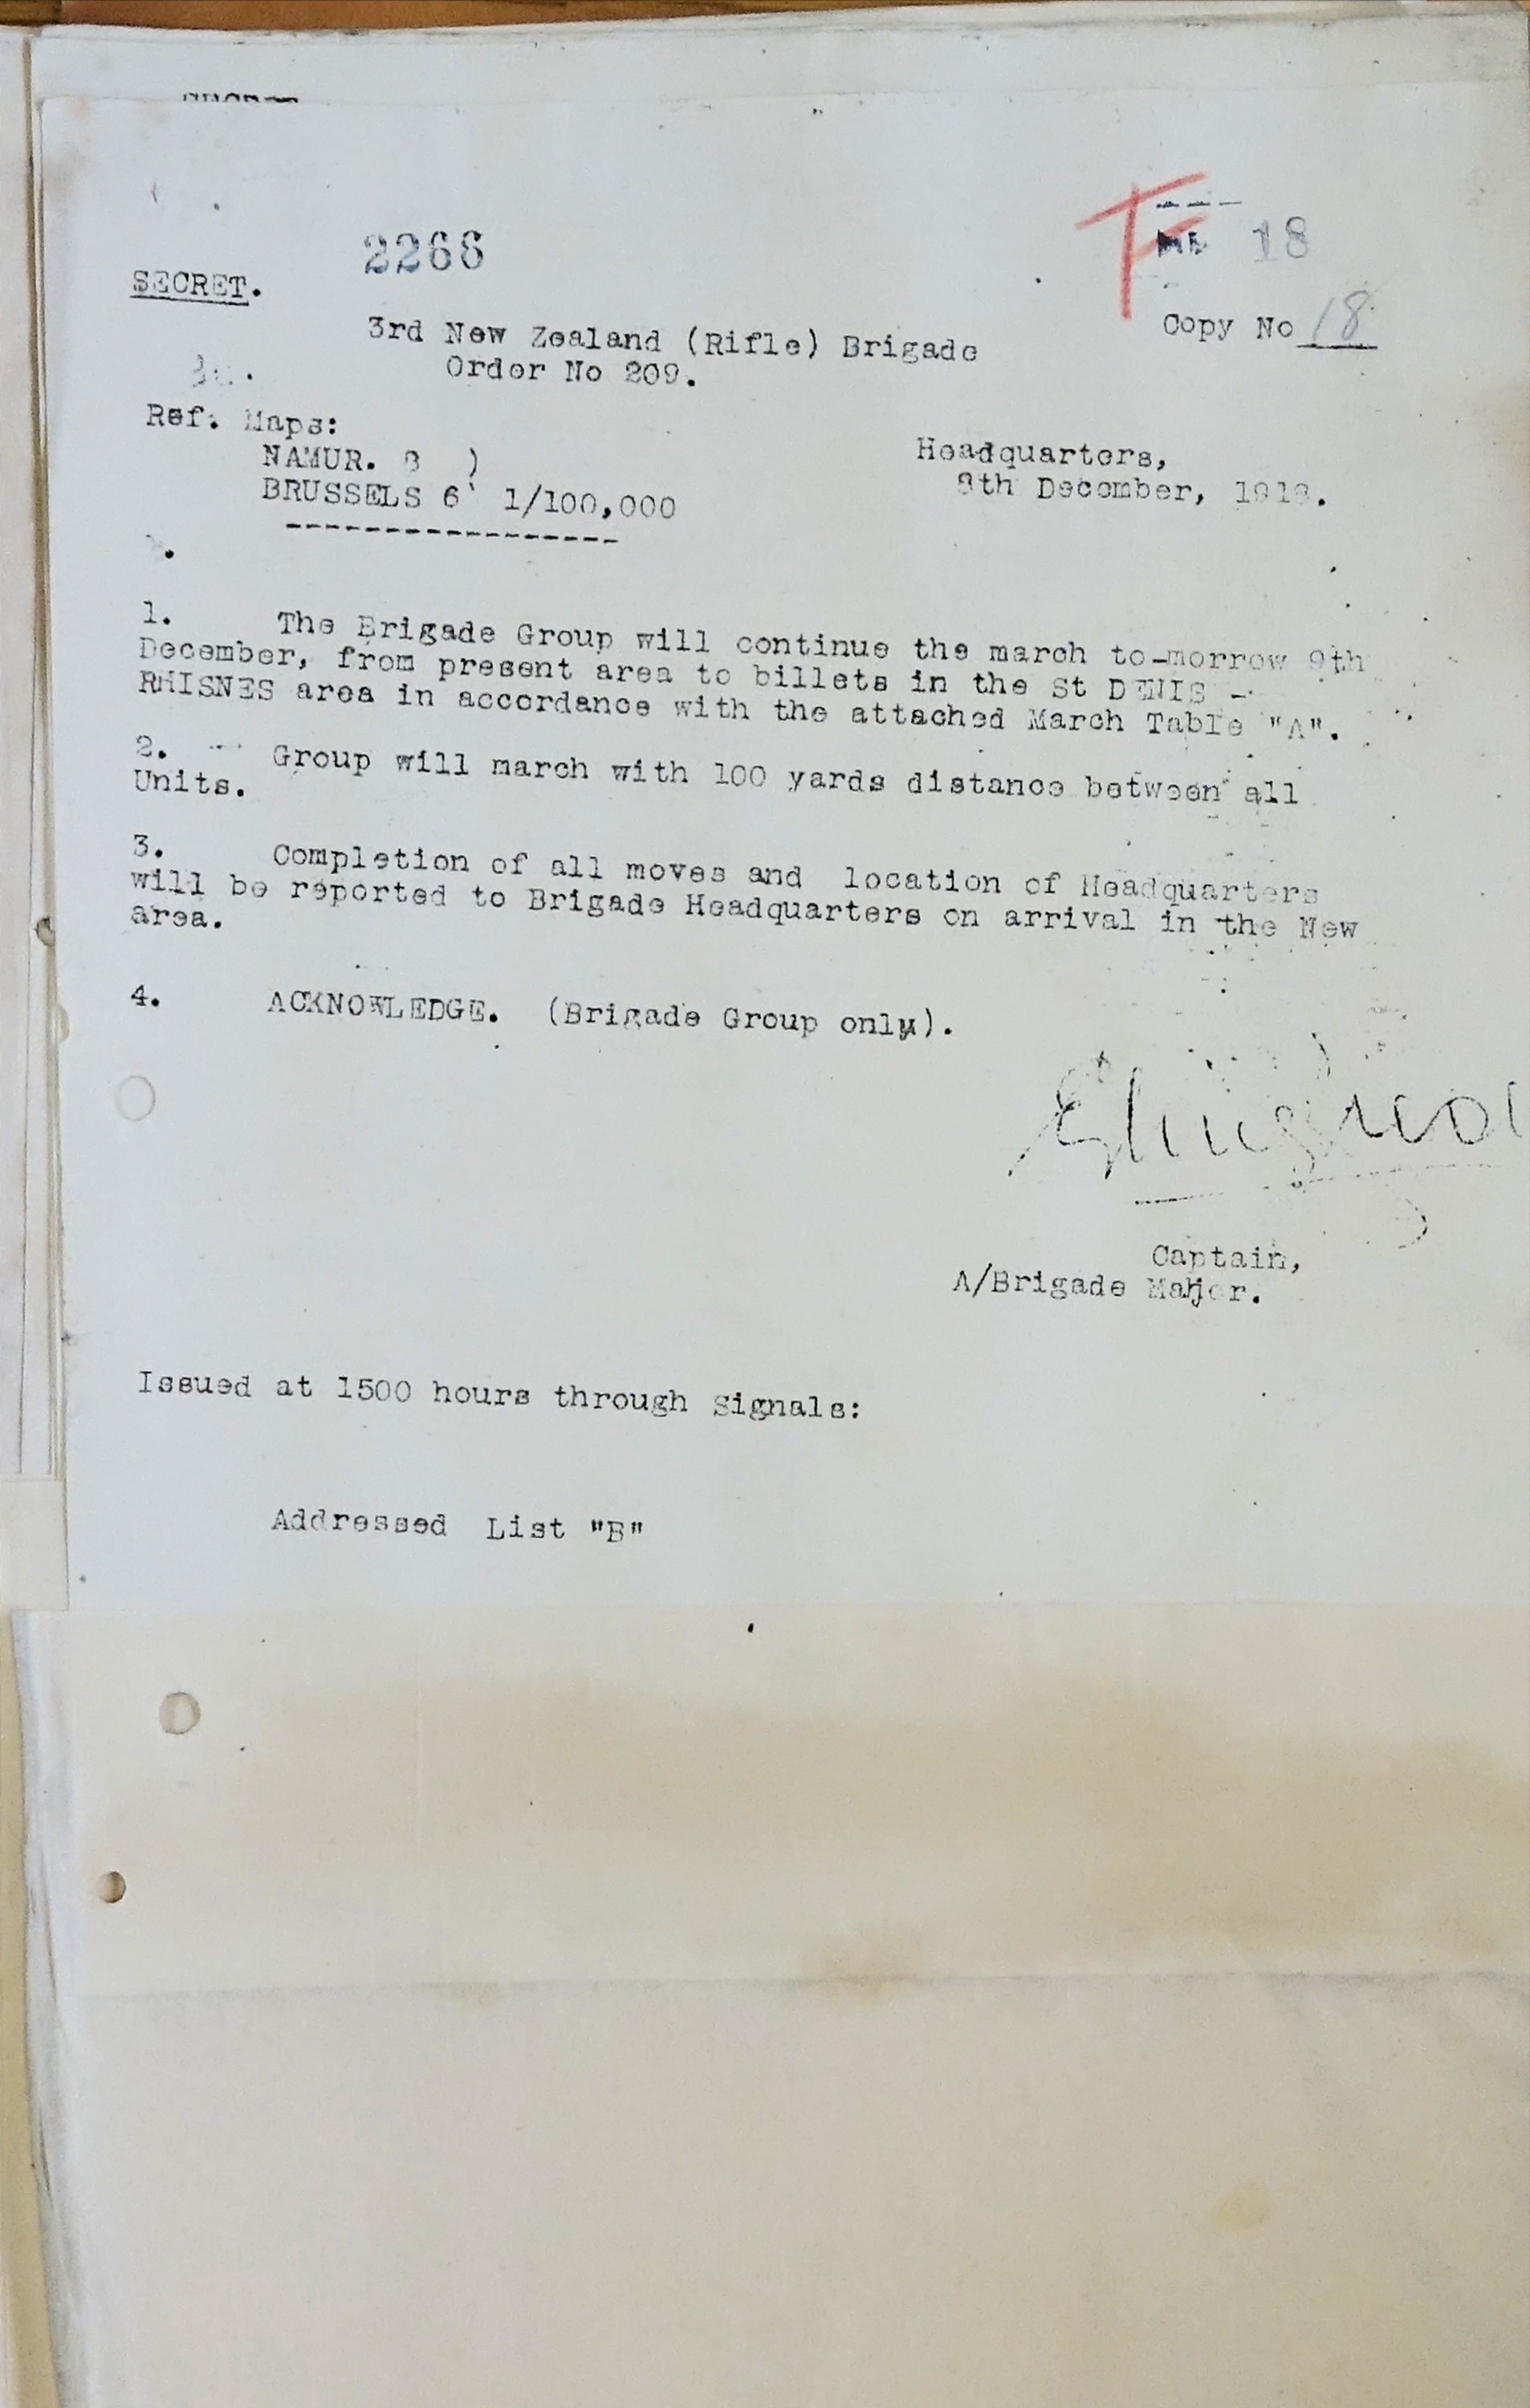 2266
18
SECRET.
Copy No 18
3rd New Zealand (Rifle) Brigade
Order No 209.
Ref. Maps:
NAMUR. 8 )
Headquarters,
BRUSSELS 6 1/100,000
8th December, 1918.
1. The Brigade Group will continue the march to-morrow 9th
December, from present area to billets in the St DENIS -
RHISNES area in accordance with the attached March Table "A".
2. Group will march with 100 yards distance between all
Units.
3. Completion of all moves and location of Headquarters
will be reported to Brigade Headquarters on arrival in the New
area.
4. ACKNOWLEDGE. (Brigade Group only).
Captain,
A/Brigade Major.
Issued at 1500 hours through Signals:
Addressed List "B"